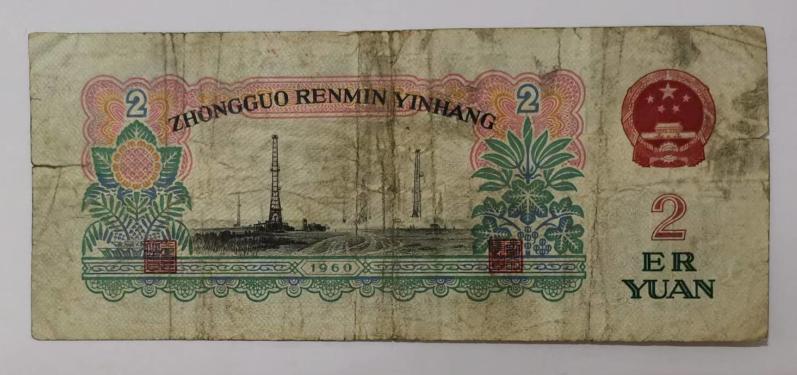 2 2
ZHONGGUO RENMIN YINHANG
1960
2
ER
YUAN